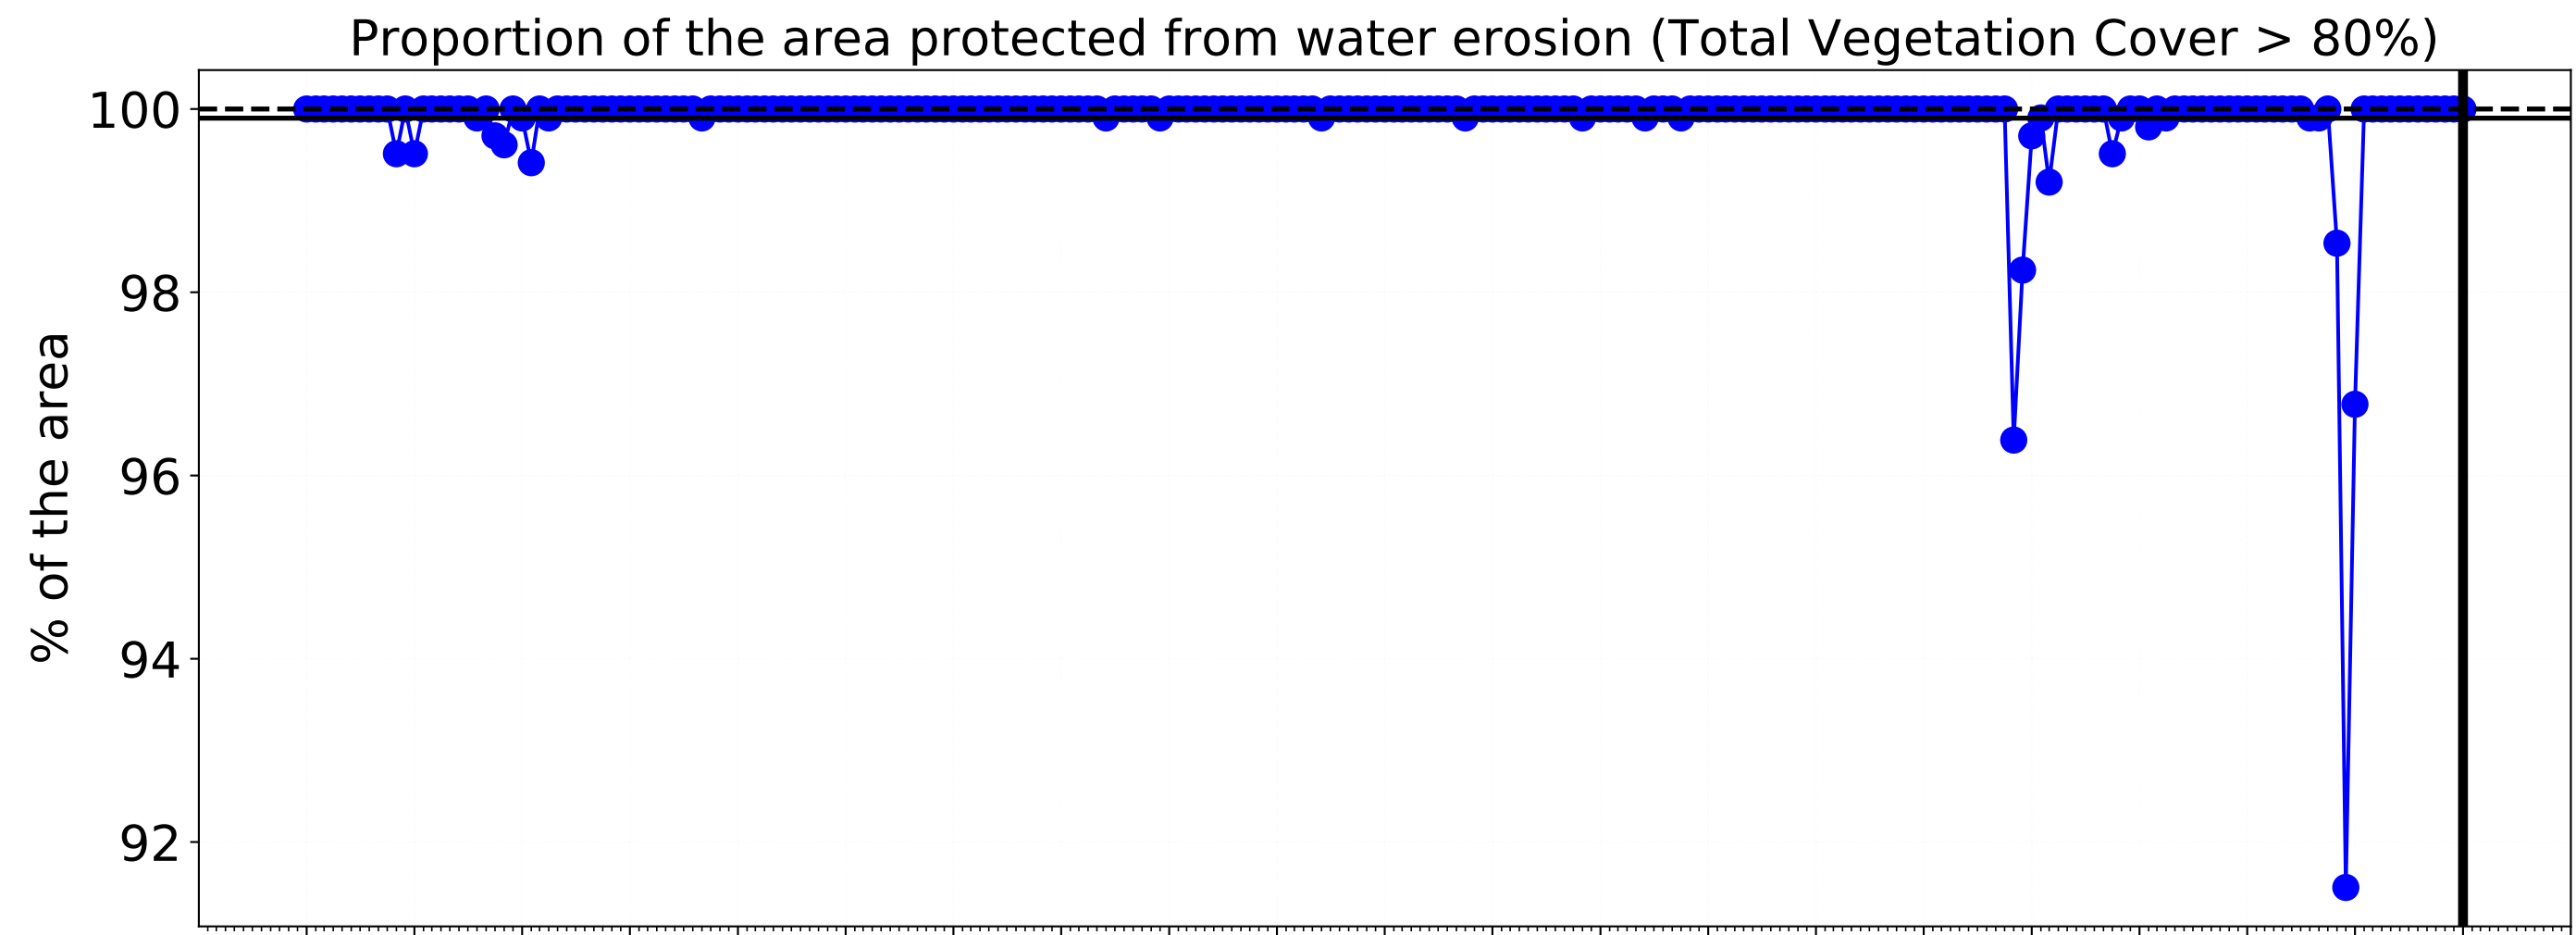 Proportion of the area protected from water erosion (Total Vegetation Cover > 80%)
100
98
96
94
92
% of the area